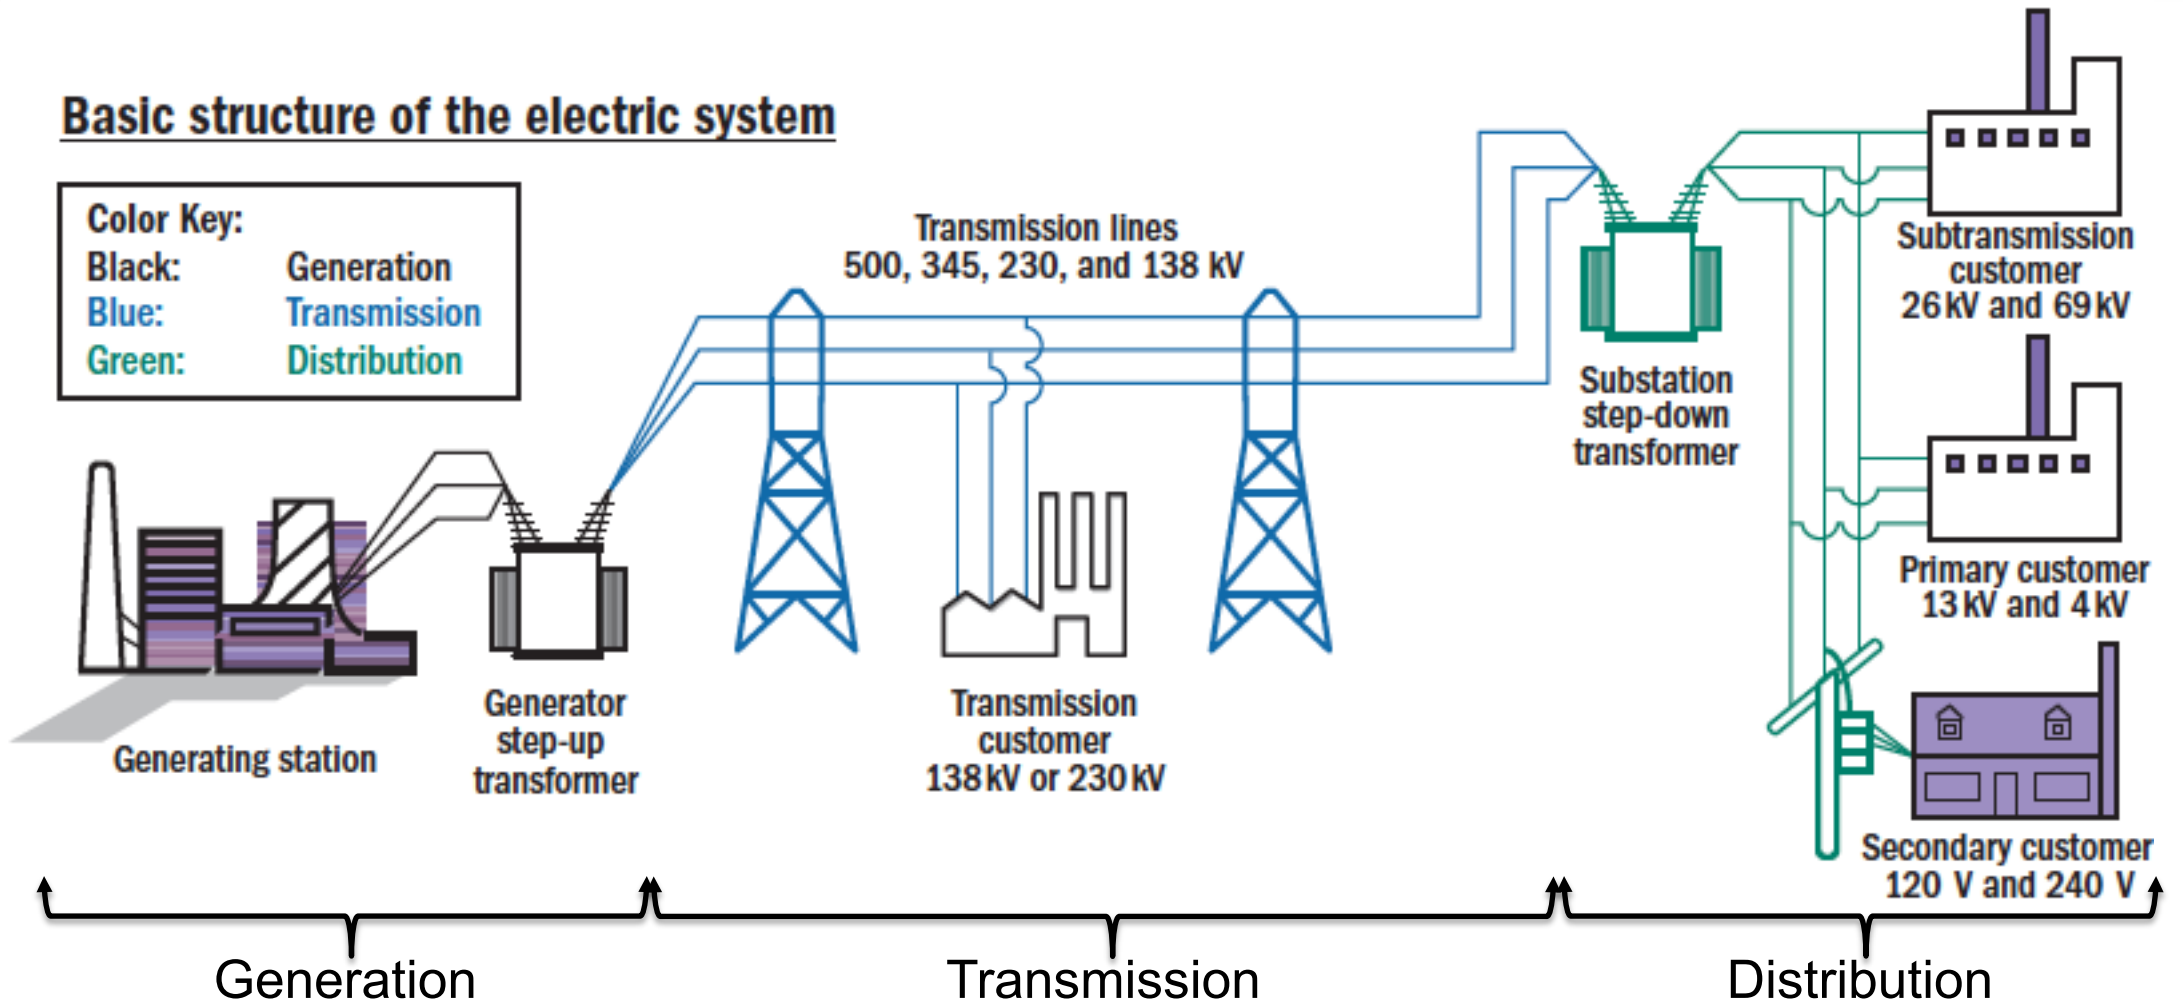 Basic structure of the electric system
Color Key:
Black: Generation
Blue: Transmission
Green: Distribution
Transmission lines
500, 345, 230, and 138 kV
Subtransmission
customer
26 kV and 69 kV
Substation
step-down
transformer
Primary customer
13 kV and 4 kV
Generating station
Generator
step-up
transformer
Transmission
customer
138 kV or 230 kV
Secondary customer
120 V and 240 V
Generation
Transmission
Distribution